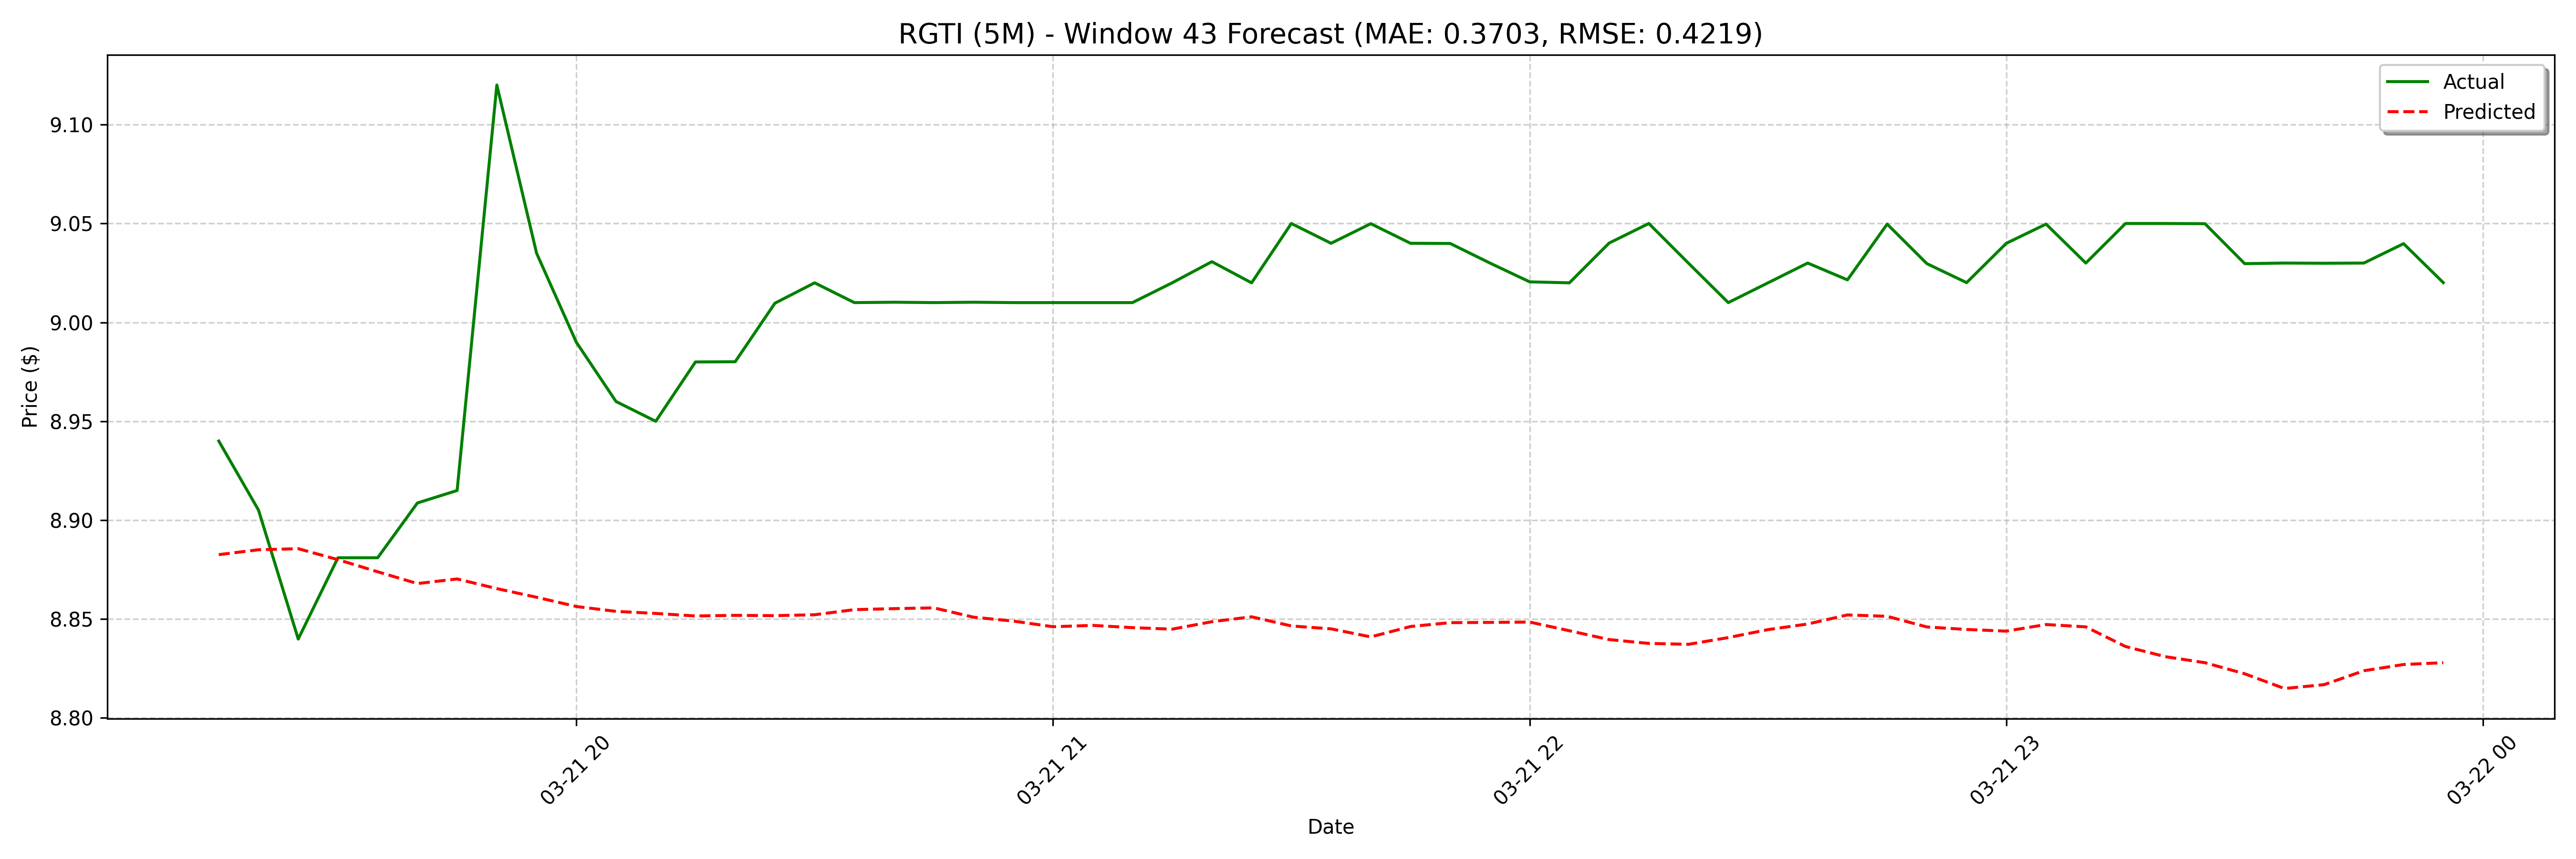 RGTI (5M) - Window 43 Forecast (MAE: 0.3703, RMSE: 0.4219)
Actual
Predicted
Price ($)
9.10
9.05
9.00
8.95
8.90
8.85
8.80
03-21 20
03-21 21
03-21 22
03-21 23
03-22 00
Date